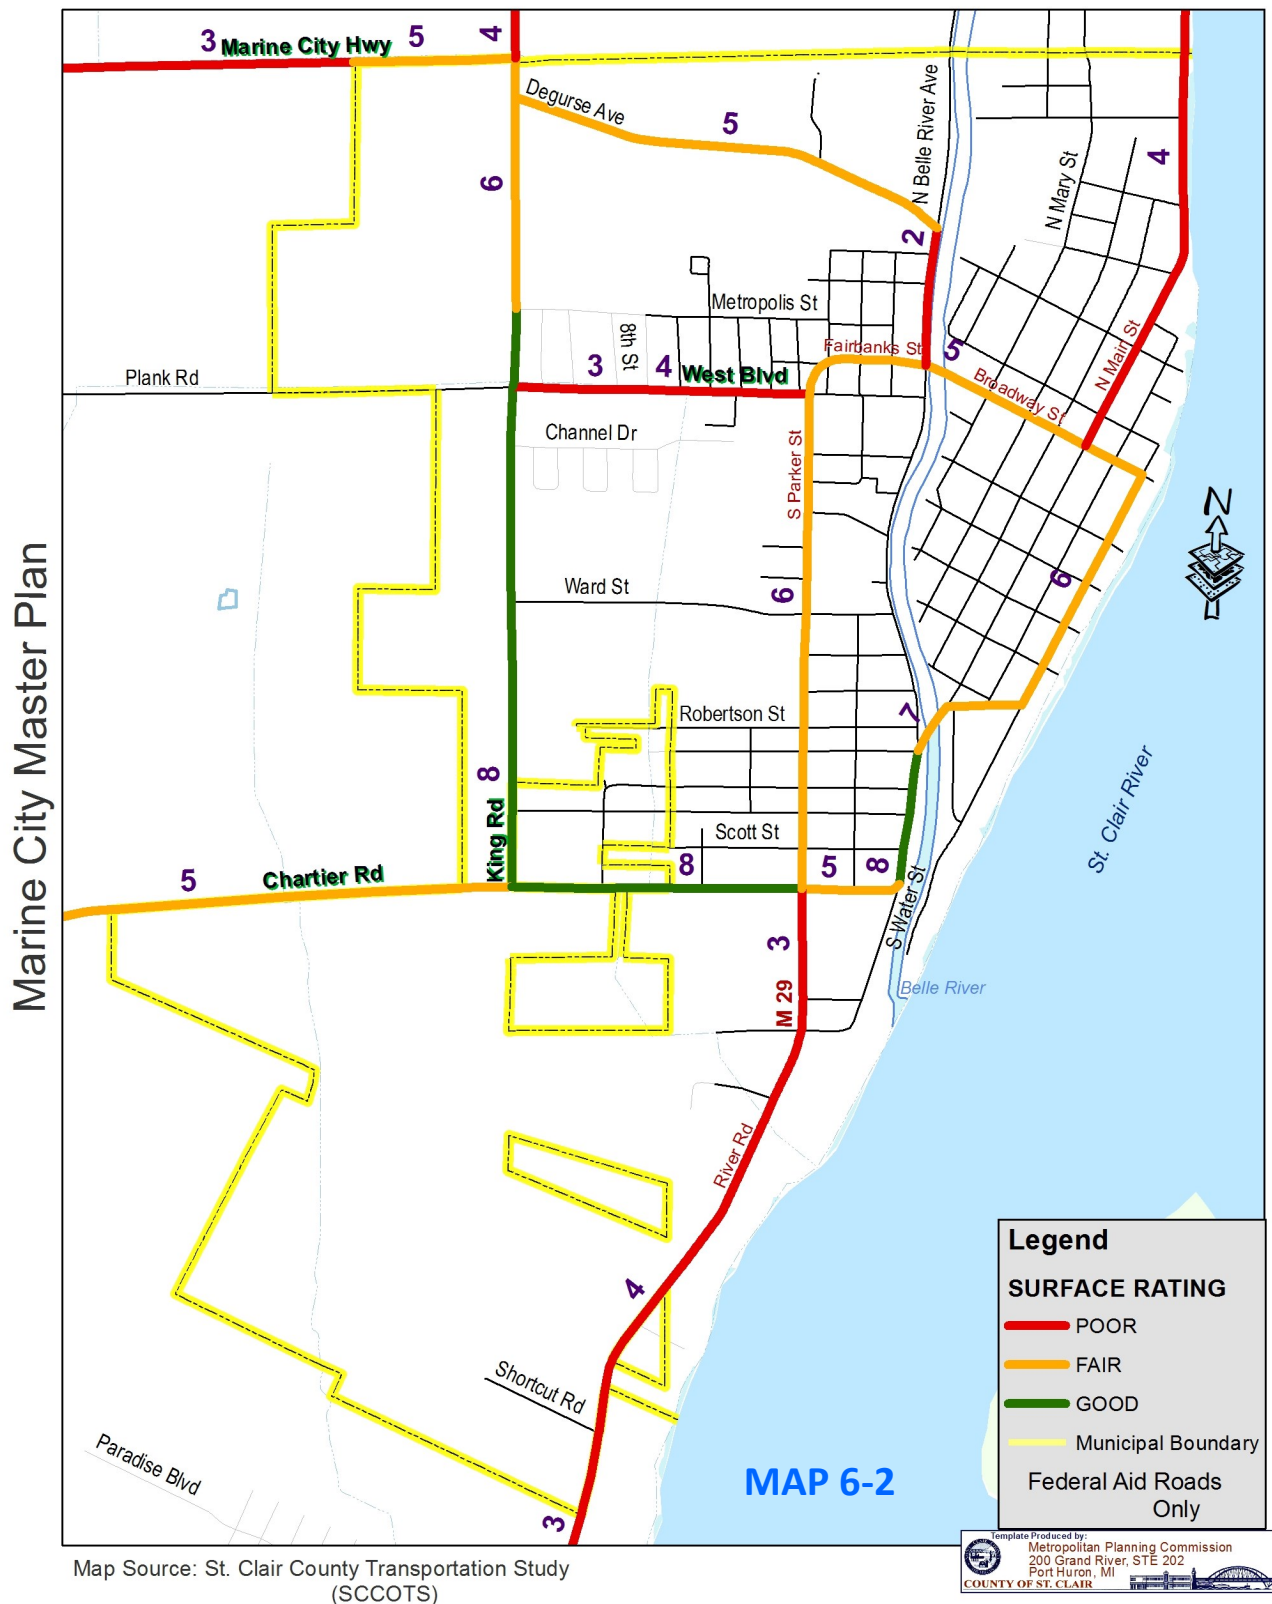 3
Marine City Hwy
5
4
Degurse Ave
5
N Belle River Ave
4
6
N Mary St
2
Metropolis St
8th St
Fairbanks St
5
N Main St
3
4
West Blvd
Plank Rd
Broadway St
Channel Dr
S Parker St
N
Marine City Master Plan
Ward St
6
6
Robertson St
7
8
King Rd
Scott St
St. Clair River
5
Chartier Rd
8
5
8
S Water St
3
M 29
Belle River
River Rd
4
Shortcut Rd
Paradise Blvd
3
MAP 6-2
Legend
SURFACE RATING
POOR
FAIR
GOOD
Municipal Boundary
Federal Aid Roads
Only
Map Source: St. Clair County Transportation Study
(SCCOTS)
Template Produced by:
Metropolitan Planning Commission
200 Grand River, STE 202
Port Huron, MI
COUNTY OF ST. CLAIR